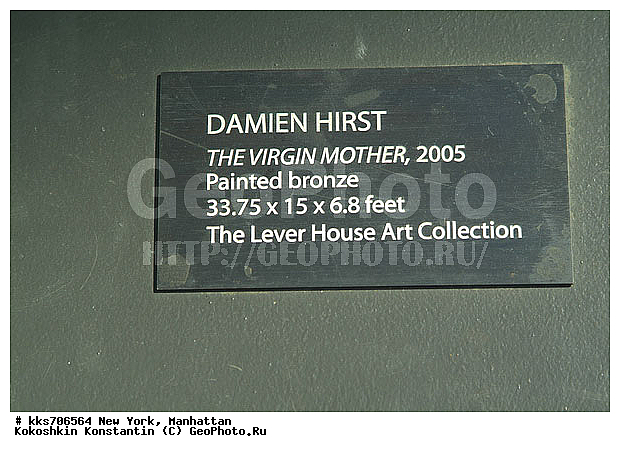 DAMIEN HIRST
THE VIRGIN MOTHER, 2005
Painted bronze
33.75 x 15 x 6.8 feet
The Lever House Art Collection
GeoPhoto
HTTP://GEOPHOTO.RU/
# kks706564 New York, Manhattan
Kokoshkin Konstantin (C) GeoPhoto.Ru